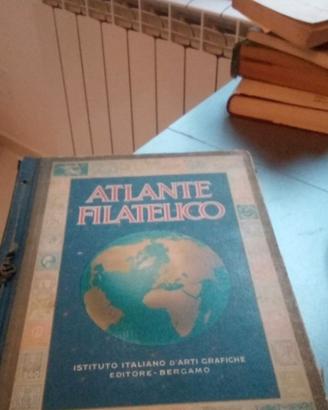 ATLANTE
FILATELICO
ISTITUTO ITALIANO D'ARTI GRAFICHE
EDITORE - BERGAMO